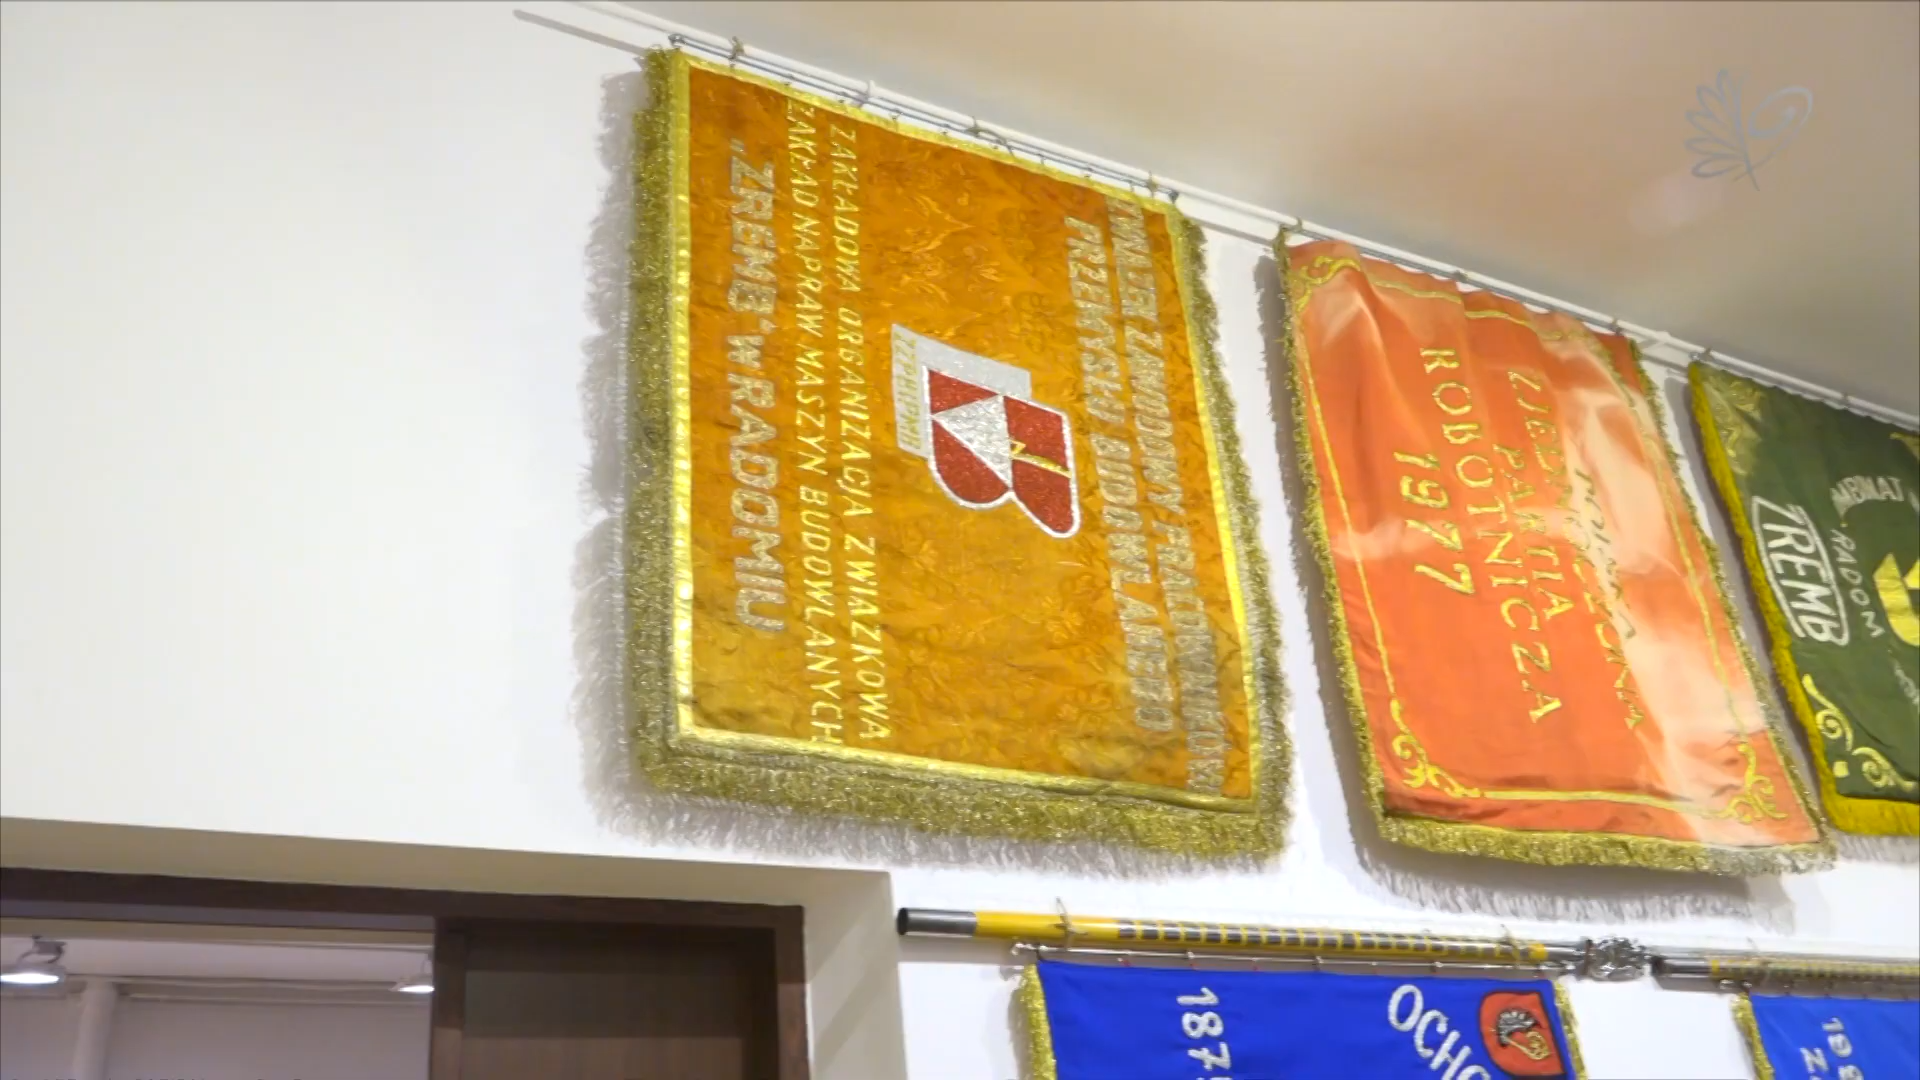 ZWIĄZEK ZAWODOWY PRACOWNIKÓW
PRZEMYSŁU BUDOWLANEGO
ZAKŁADOWA ORGANIZACJA ZWIĄZKOWA
ZAKŁAD NAPRAW MASZYN BUDOWLANYCH
„ZREMB" w RADOMIU
ZJEDNOCZONA
PARTIA
ROBOTNICZA
1977
RADOM
ZREMB
OCHO
187